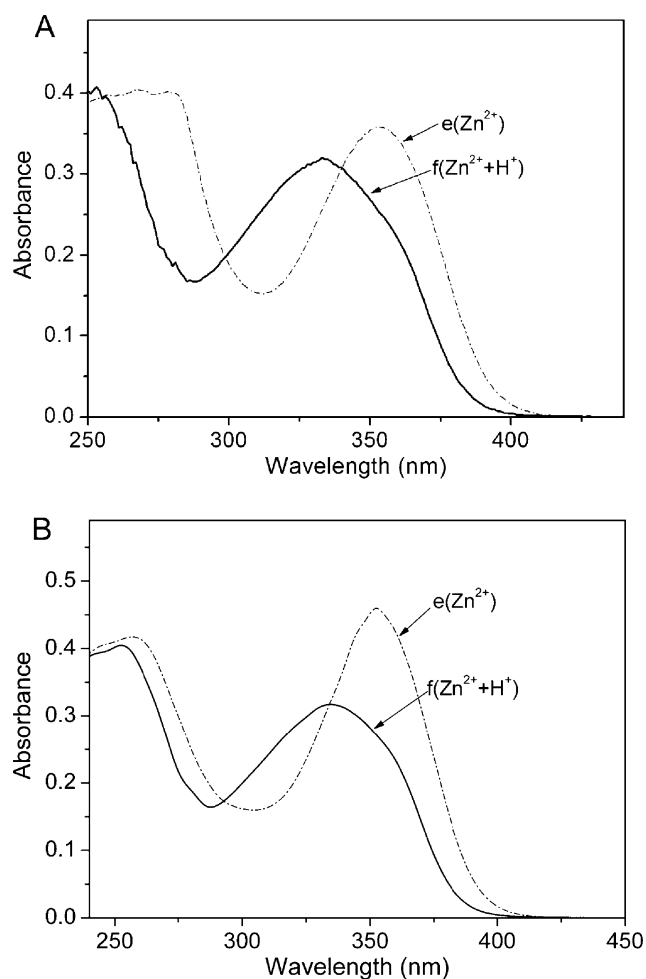 A
0.4
0.3
0.2
0.1
0.0
Absorbance
e(Zn²⁺)
f(Zn²⁺+H⁺)
250 300 350 400
Wavelength (nm)
B
0.5
0.4
0.3
0.2
0.1
0.0
Absorbance
e(Zn²⁺)
f(Zn²⁺+H⁺)
250 300 350 400 450
Wavelength (nm)